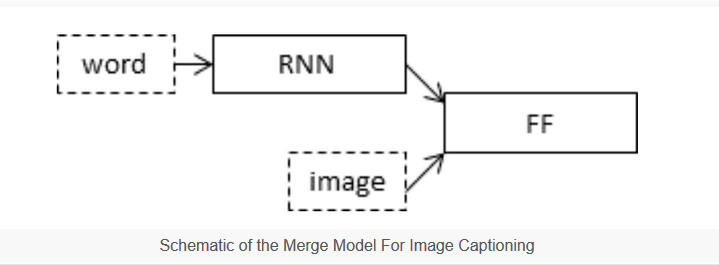 word
RNN
FF
image
Schematic of the Merge Model For Image Captioning